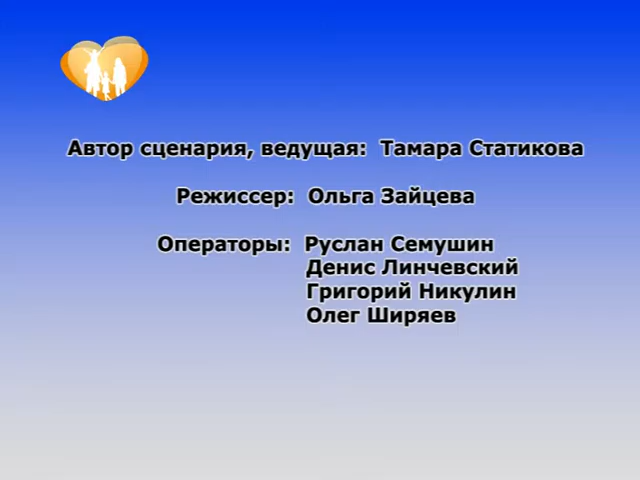 Автор сценария, ведущая: Тамара Статикова
Режиссер: Ольга Зайцева
Операторы: Руслан Семушин
Денис Линчевский
Григорий Никулин
Олег Ширяев